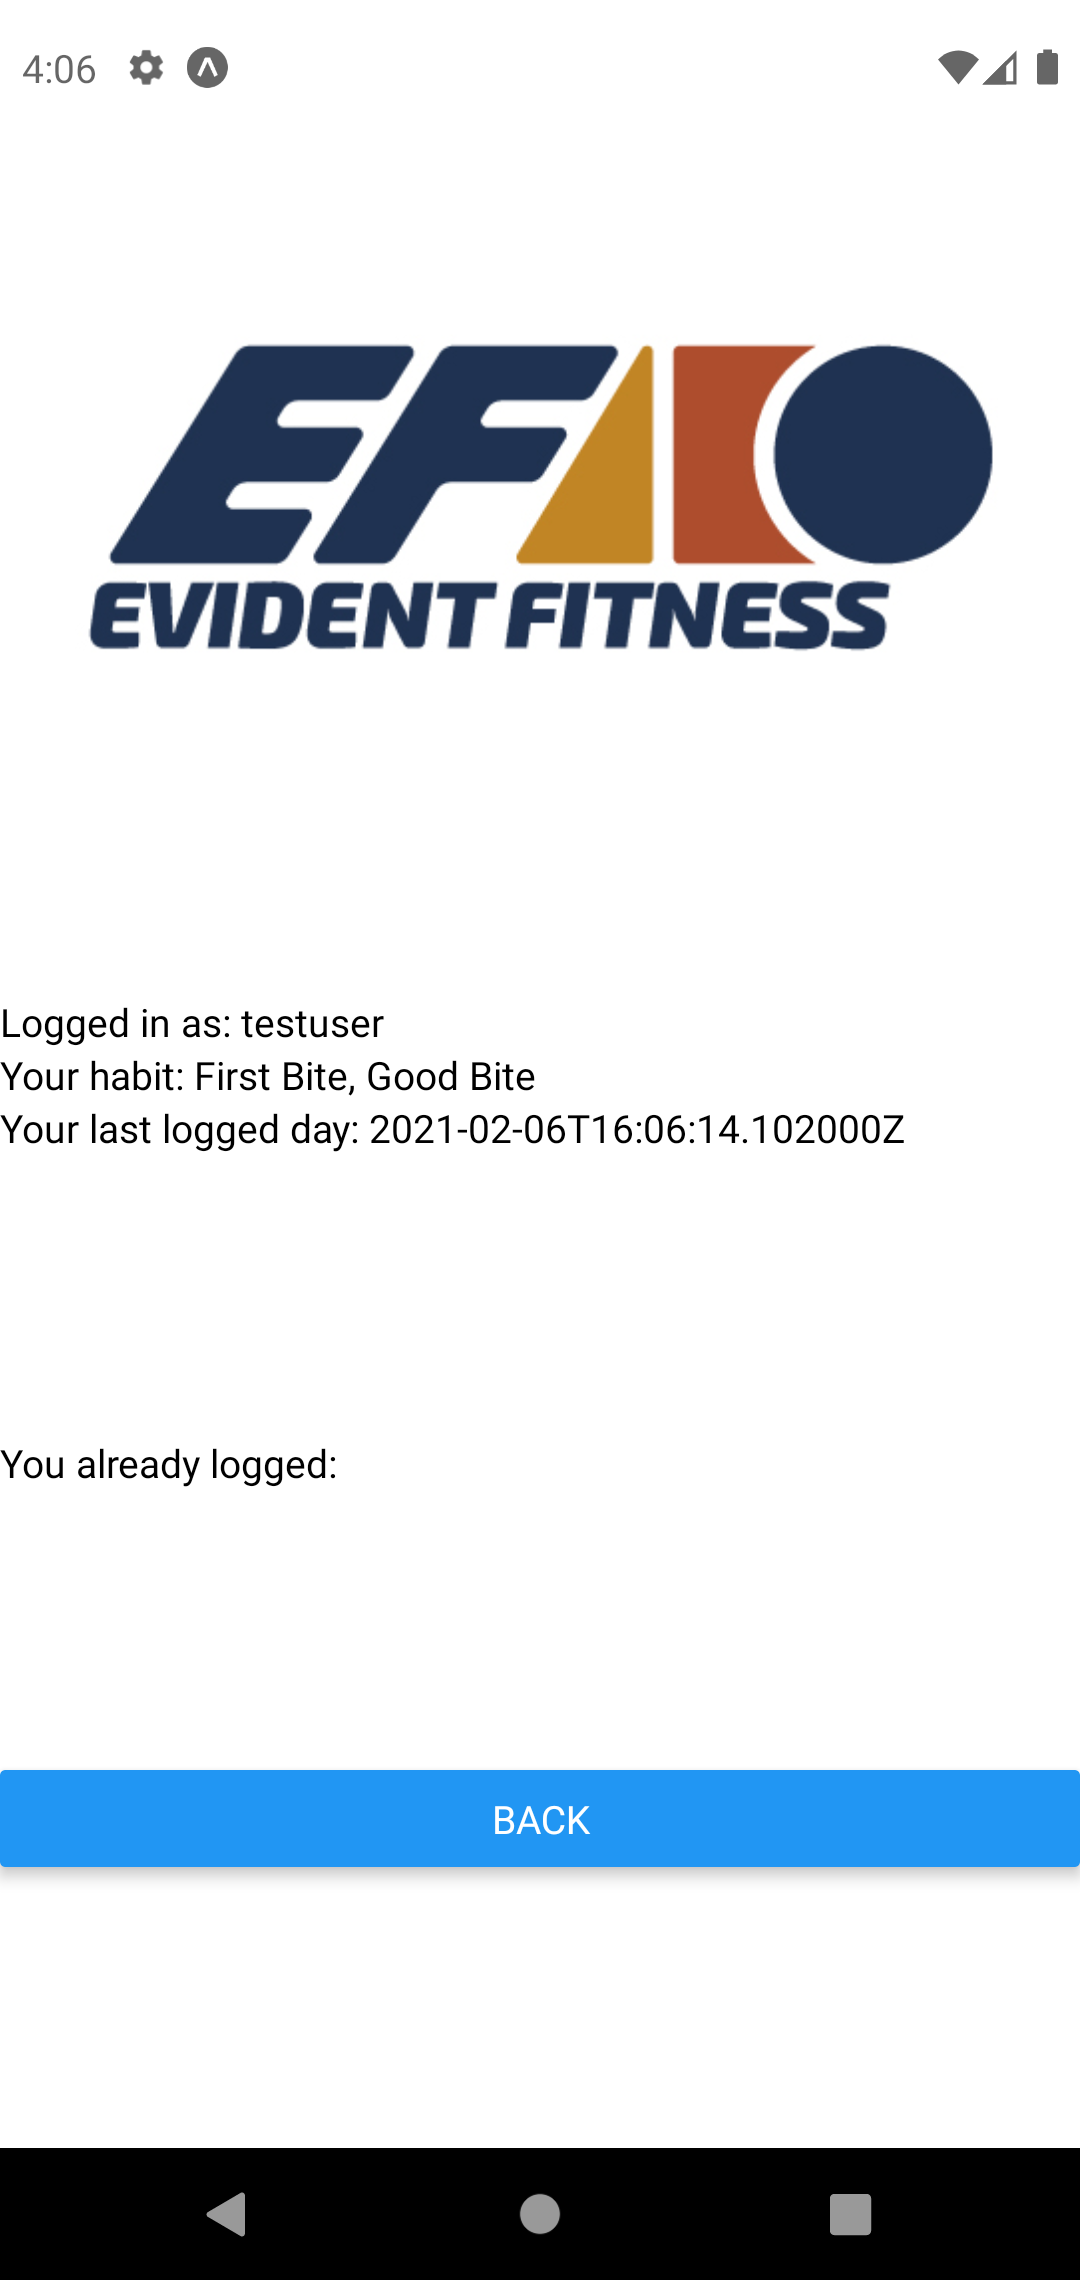 4:06
EF
EVIDENT FITNESS
Logged in as: testuser
Your habit: First Bite, Good Bite
Your last logged day: 2021-02-06T16:06:14.102000Z
You already logged:
BACK